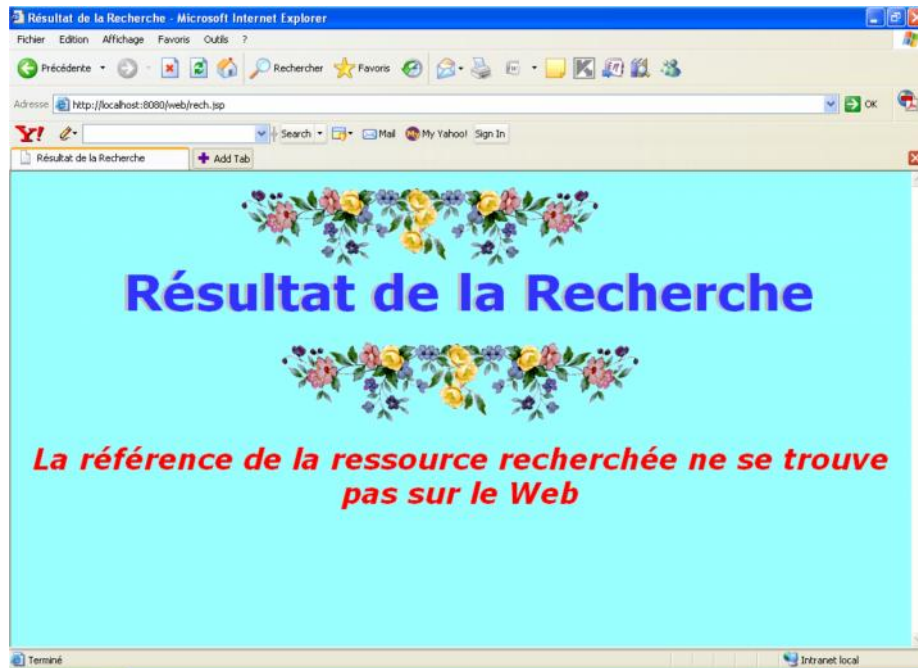 Résultat de la Recherche - Microsoft Internet Explorer
Fichier Edition Affichage Favoris Outils ?
Précédente Rechercher Favoris
Adresse http://localhost:8080/web/rech.jsp OK
Y! Search Mail My Yahoo! Sign In
Résultat de la Recherche Add Tab
Résultat de la Recherche
La référence de la ressource recherchée ne se trouve
pas sur le Web
Terminé Intranet local